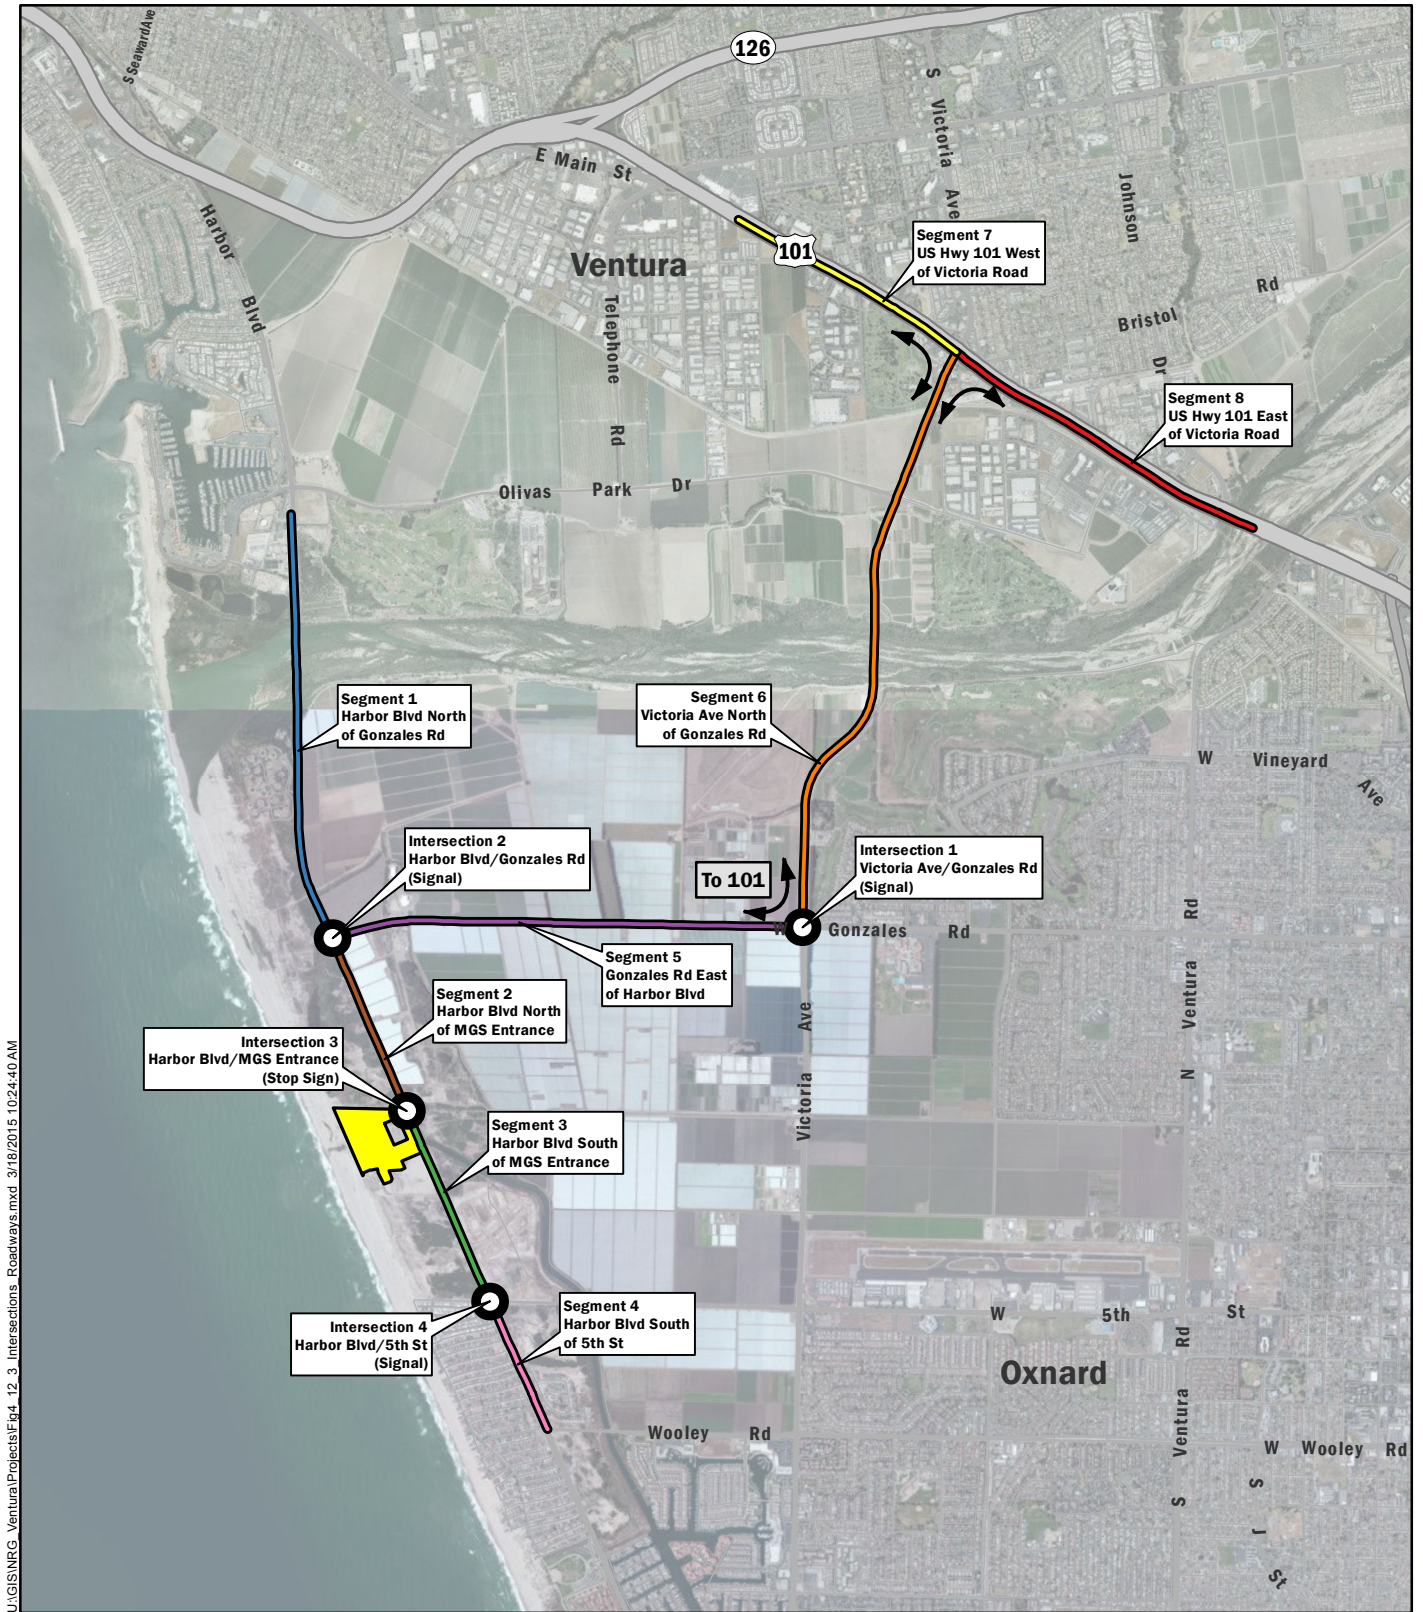 S SeawardAve
126
S Victoria Ave
E Main St
Johnson Dr
Harbor Blvd
Segment 7
US Hwy 101 West
of Victoria Road
101
Ventura
Telephone Rd
Bristol Rd
Segment 8
US Hwy 101 East
of Victoria Road
Olivas Park Dr
Segment 1
Harbor Blvd North
of Gonzales Rd
Segment 6
Victoria Ave North
of Gonzales Rd
W Vineyard Ave
Intersection 2
Harbor Blvd/Gonzales Rd
(Signal)
To 101
Intersection 1
Victoria Ave/Gonzales Rd
(Signal)
W Gonzales Rd
N Ventura Rd
Segment 5
Gonzales Rd East
of Harbor Blvd
Segment 2
Harbor Blvd North
of MGS Entrance
Victoria Ave
Intersection 3
Harbor Blvd/MGS Entrance
(Stop Sign)
Segment 3
Harbor Blvd South
of MGS Entrance
Segment 4
Harbor Blvd South
of 5th St
W 5th St
Intersection 4
Harbor Blvd/5th St
(Signal)
Oxnard
S Ventura Rd
Wooley Rd
W Wooley Rd
S J St
U:\GIS\NRG_Ventura\Projects\Fig4_12_3_Intersections_Roadways.mxd 3/18/2015 10:24:40 AM